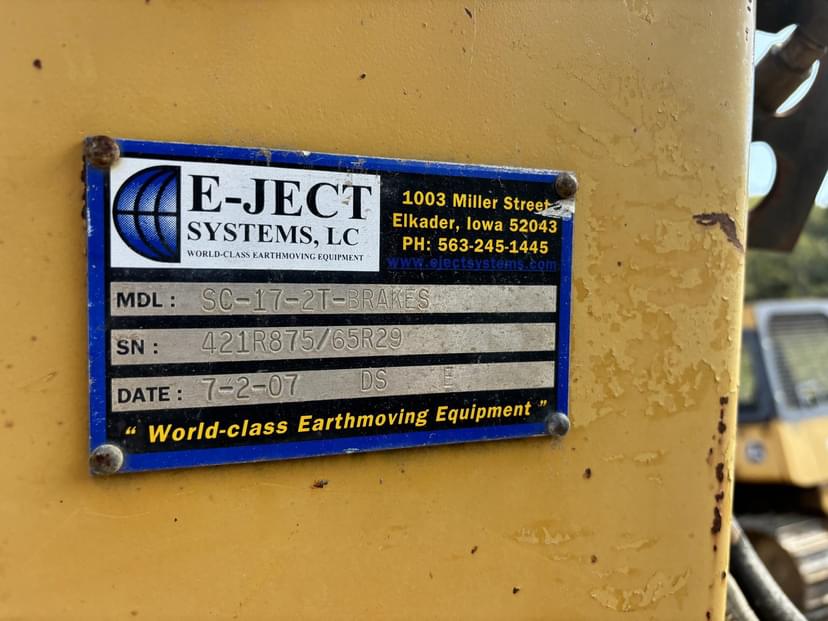 E-JECT
SYSTEMS, LC
WORLD-CLASS EARTHMOVING EQUIPMENT
1003 Miller Street
Elkader, Iowa 52043
PH: 563-245-1445
www.ejectsystems.com
MDL : SC-17-2T-BRAKES
SN : 421R875/65R29
DATE : 7-2-07 DS
“ World-class Earthmoving Equipment ”